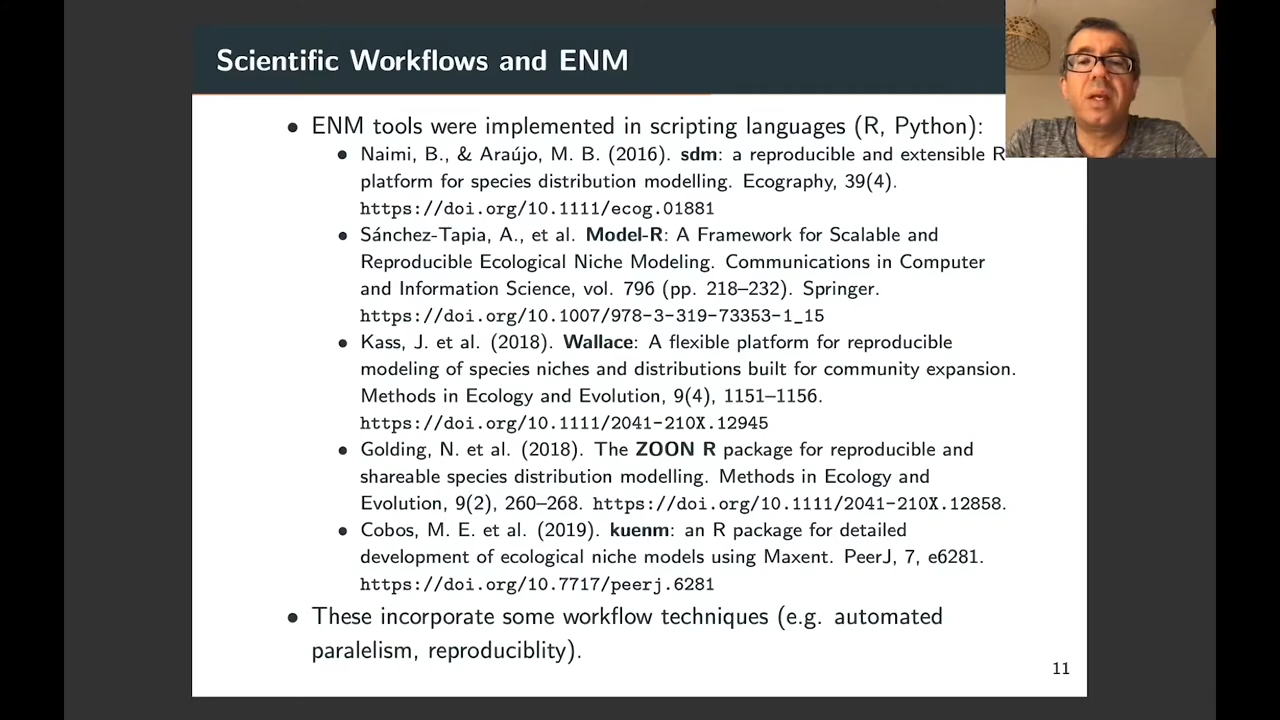 Scientific Workflows and ENM
• ENM tools were implemented in scripting languages (R, Python):
• Naimi, B., & Araújo, M. B. (2016). sdm: a reproducible and extensible R
platform for species distribution modelling. Ecography, 39(4).
https://doi.org/10.1111/ecog.01881
• Sánchez-Tapia, A., et al. Model-R: A Framework for Scalable and
Reproducible Ecological Niche Modeling. Communications in Computer
and Information Science, vol. 796 (pp. 218–232). Springer.
https://doi.org/10.1007/978-3-319-73353-1_15
• Kass, J. et al. (2018). Wallace: A flexible platform for reproducible
modeling of species niches and distributions built for community expansion.
Methods in Ecology and Evolution, 9(4), 1151–1156.
https://doi.org/10.1111/2041-210X.12945
• Golding, N. et al. (2018). The ZOON R package for reproducible and
shareable species distribution modelling. Methods in Ecology and
Evolution, 9(2), 260–268. https://doi.org/10.1111/2041-210X.12858.
• Cobos, M. E. et al. (2019). kuenm: an R package for detailed
development of ecological niche models using Maxent. PeerJ, 7, e6281.
https://doi.org/10.7717/peerj.6281
• These incorporate some workflow techniques (e.g. automated
paralelism, reproduciblity).
11